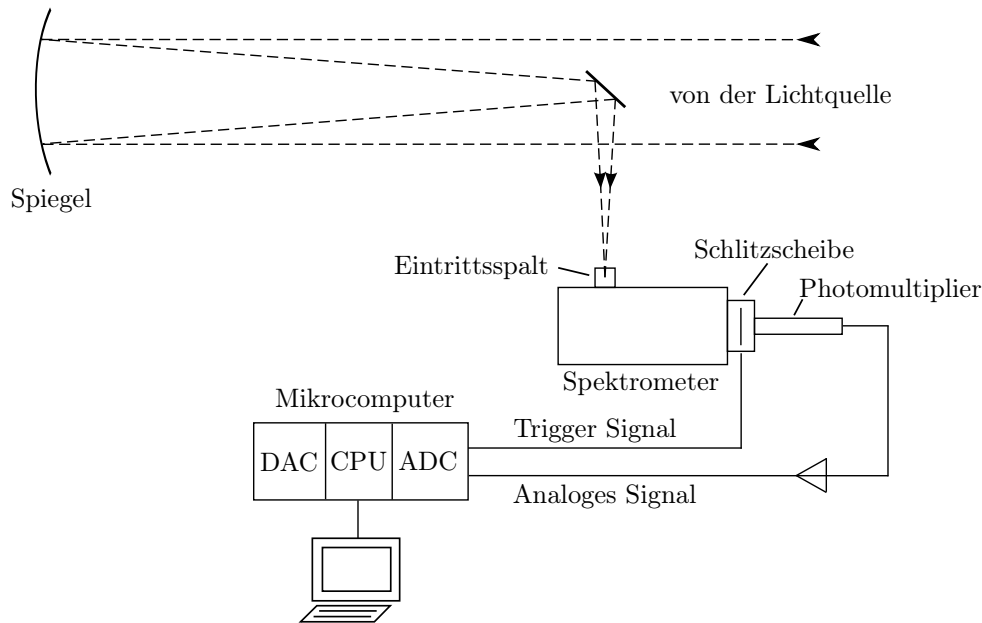 von der Lichtquelle
Spiegel
Schlitzscheibe
Eintrittsspalt
Photomultiplier
Spektrometer
Mikrocomputer
Trigger Signal
DAC CPU ADC
Analoges Signal